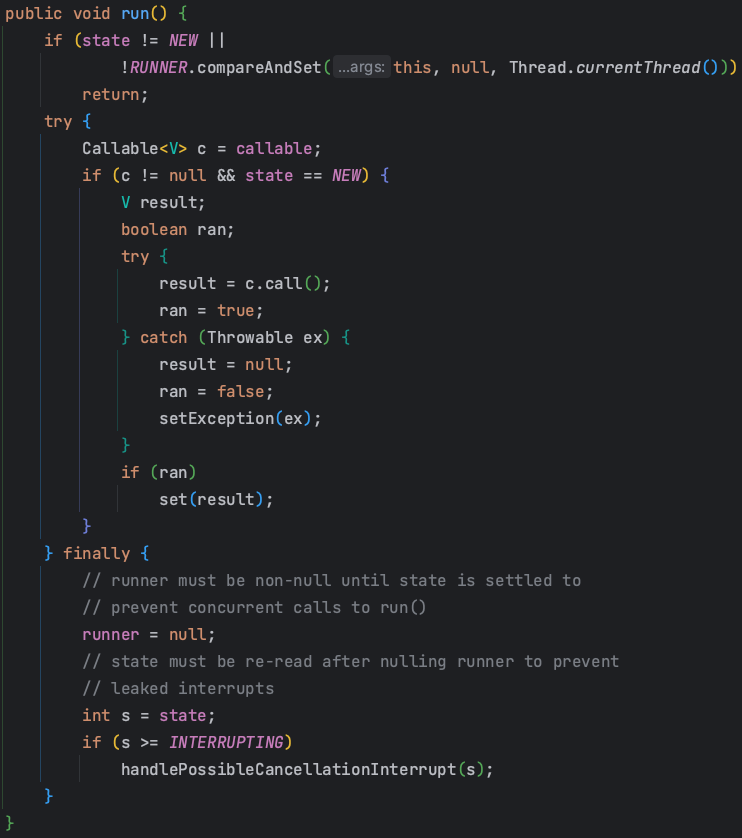 public void run() {
    if (state != NEW ||
            !RUNNER.compareAndSet( ...args: this, null, Thread.currentThread()))
        return;
    try {
        Callable<V> c = callable;
        if (c != null && state == NEW) {
            V result;
            boolean ran;
            try {
                result = c.call();
                ran = true;
            } catch (Throwable ex) {
                result = null;
                ran = false;
                setException(ex);
            }
            if (ran)
                set(result);
        }
    } finally {
        // runner must be non-null until state is settled to
        // prevent concurrent calls to run()
        runner = null;
        // state must be re-read after nulling runner to prevent
        // leaked interrupts
        int s = state;
        if (s >= INTERRUPTING)
            handlePossibleCancellationInterrupt(s);
    }
}